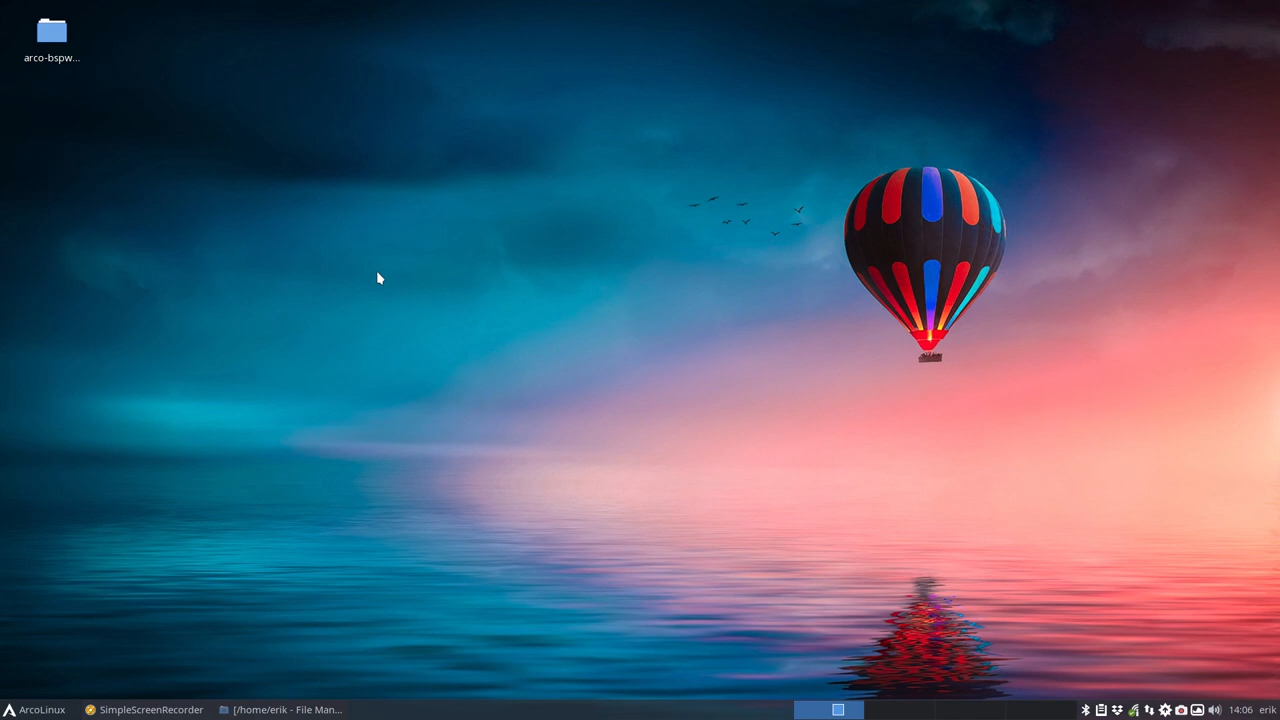 arco-bspw...
ArcoLinux
SimpleScreenRecorder
[/home/erik - File Man...
14:06
erik